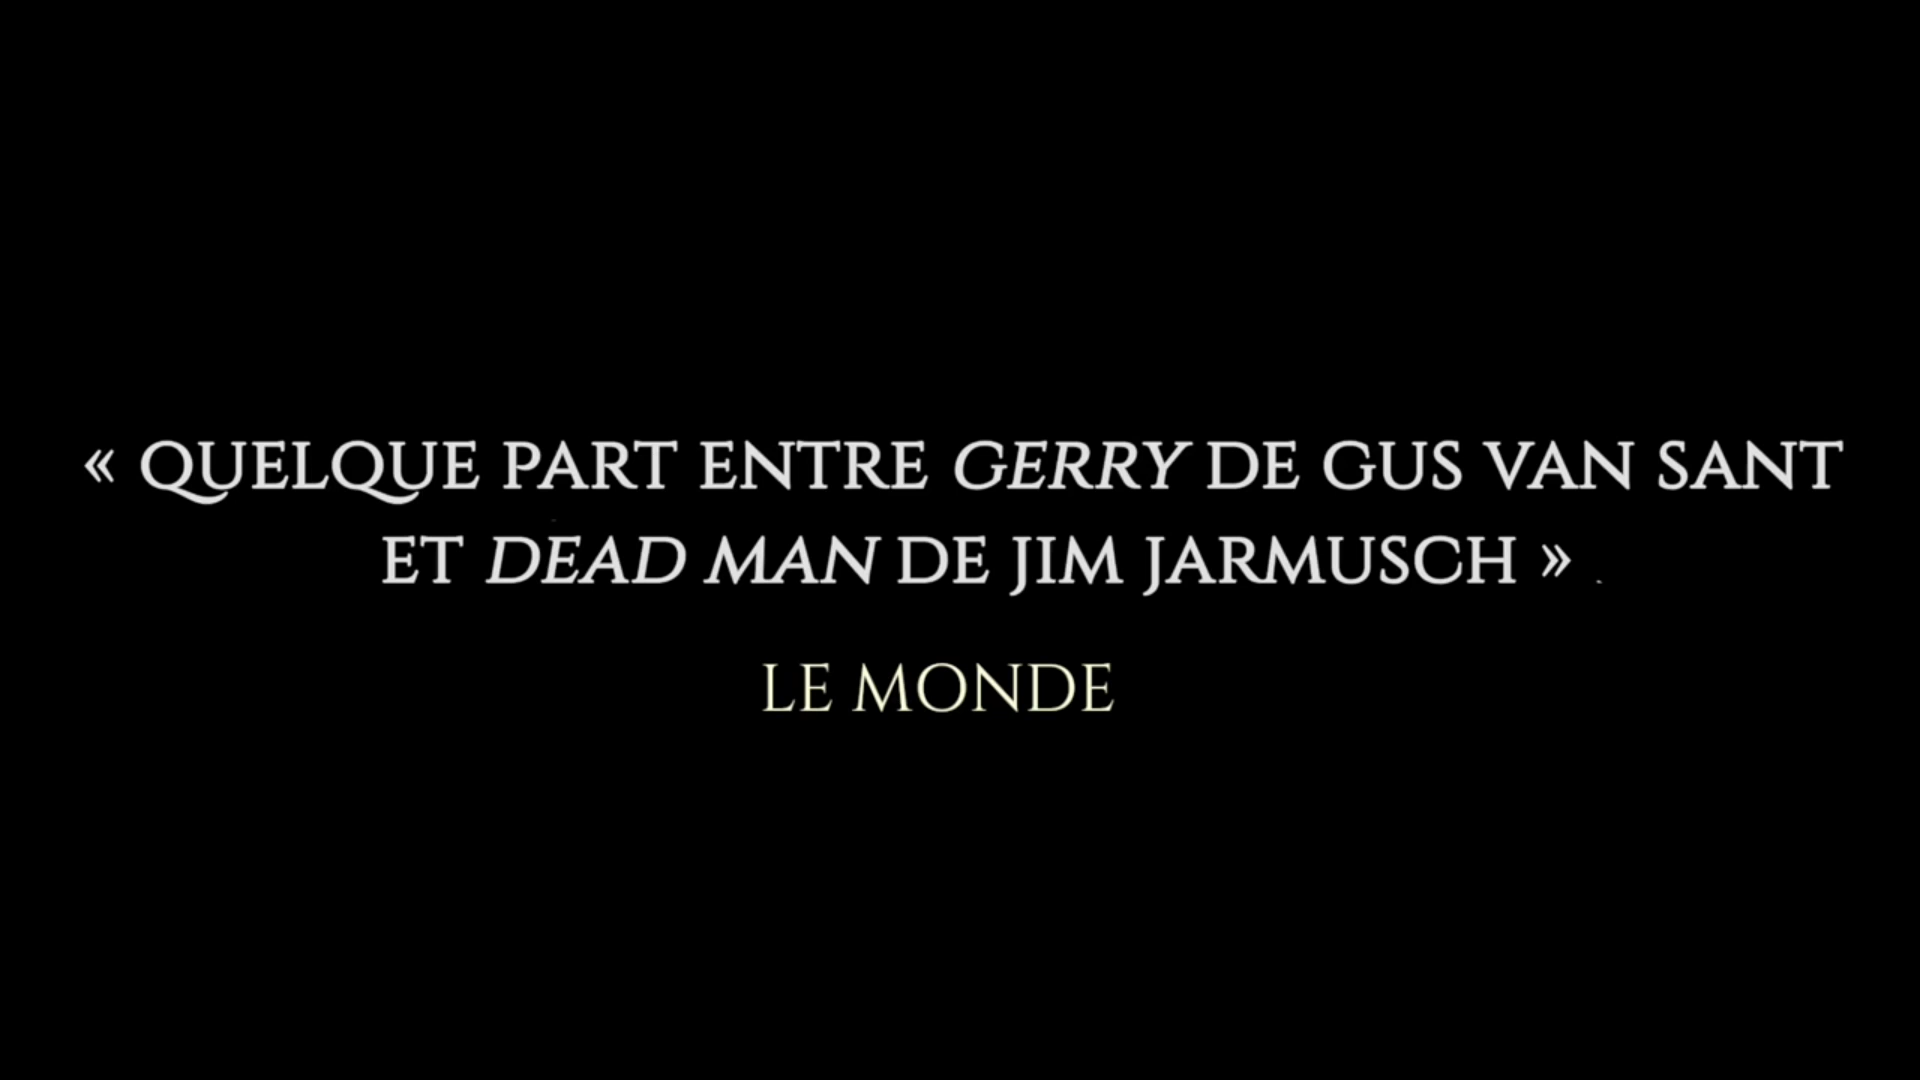 « QUELQUE PART ENTRE GERRY DE GUS VAN SANT
ET DEAD MAN DE JIM JARMUSCH »
LE MONDE